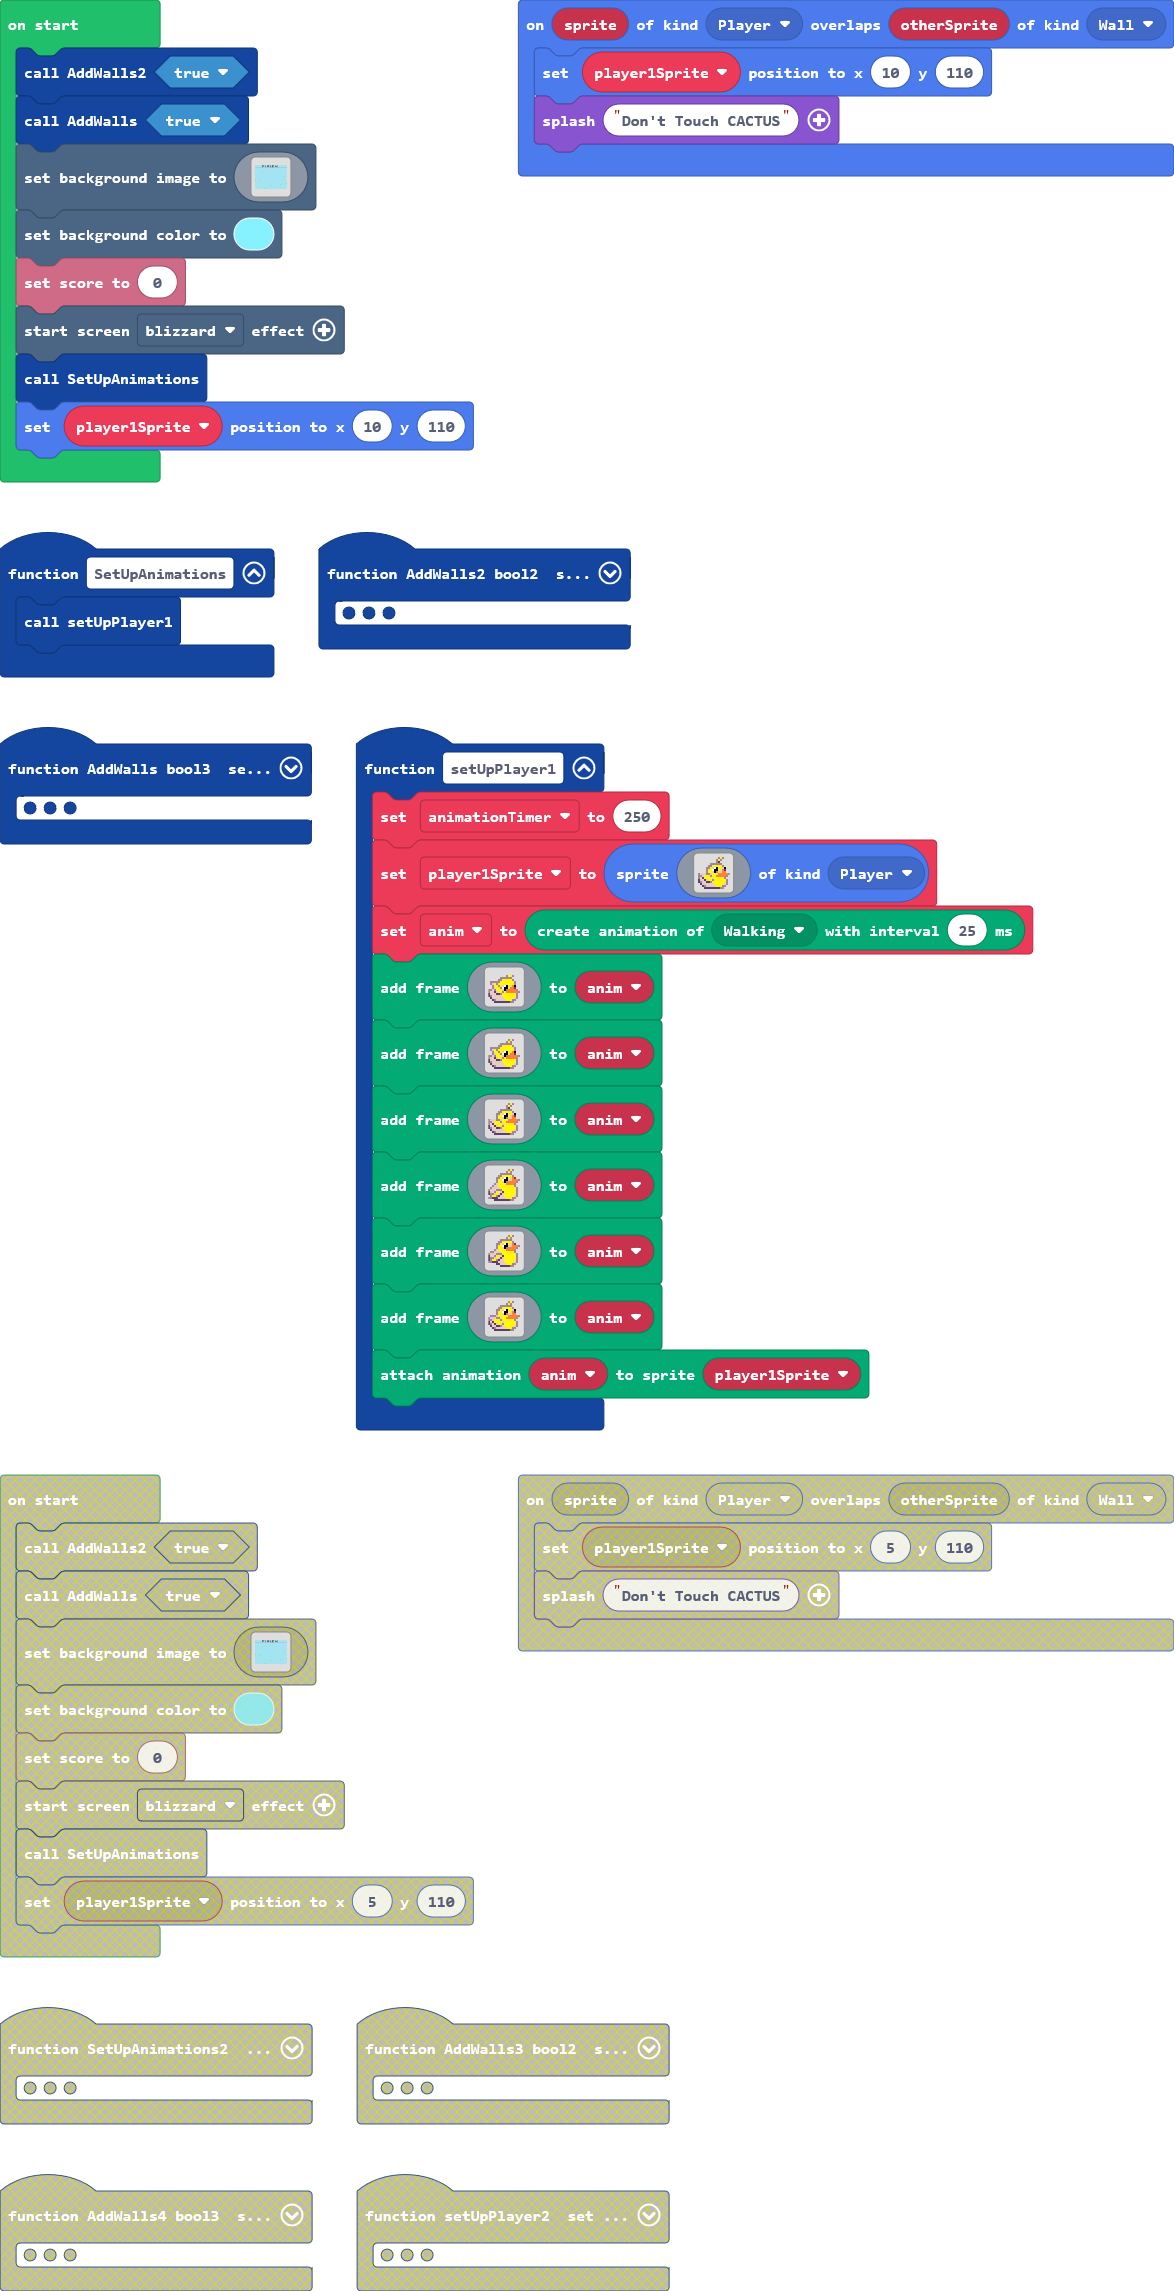 on start
call AddWalls2 true
call AddWalls true
set background image to
set background color to
set score to 0
start screen blizzard effect
call SetUpAnimations
set player1Sprite position to x 10 y 110
on sprite of kind Player overlaps otherSprite of kind Wall
set player1Sprite position to x 10 y 110
splash "Don't Touch CACTUS"
function SetUpAnimations
call setUpPlayer1
function AddWalls2 bool2 s...
function AddWalls bool3 se...
function setUpPlayer1
set animationTimer to 250
set player1Sprite to sprite of kind Player
set anim to create animation of Walking with interval 25 ms
add frame to anim
add frame to anim
add frame to anim
add frame to anim
add frame to anim
add frame to anim
attach animation anim to sprite player1Sprite
on start
call AddWalls2 true
call AddWalls true
set background image to
set background color to
set score to 0
start screen blizzard effect
call SetUpAnimations
set player1Sprite position to x 5 y 110
on sprite of kind Player overlaps otherSprite of kind Wall
set player1Sprite position to x 5 y 110
splash "Don't Touch CACTUS"
function SetUpAnimations2 ...
function AddWalls3 bool2 s...
function AddWalls4 bool3 s...
function setUpPlayer2 set ...